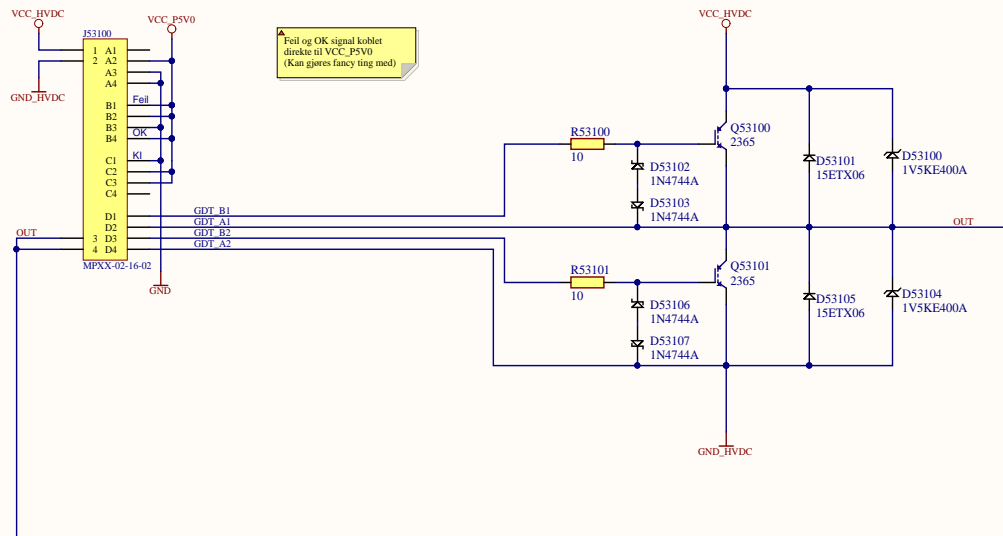 VCC_HVDC
VCC_P5V0
J53100
1
A1
2
A2
A3
A4
GND_HVDC
B1
Feil
B2
B3
B4
OK
C1
KI
C2
C3
C4
D1
GDT_B1
D2
GDT_A1
OUT
3
D3
GDT_B2
4
D4
GDT_A2
MPXX-02-16-02
GND
Feil og OK signal koblet
direkte til VCC_P5V0
(Kan gjøres fancy ting med)
VCC_HVDC
R53100
10
Q53100
2365
D53102
1N4744A
D53103
1N4744A
D53101
15ETX06
D53100
1V5KE400A
OUT
R53101
10
Q53101
2365
D53106
1N4744A
D53107
1N4744A
D53105
15ETX06
D53104
1V5KE400A
GND_HVDC